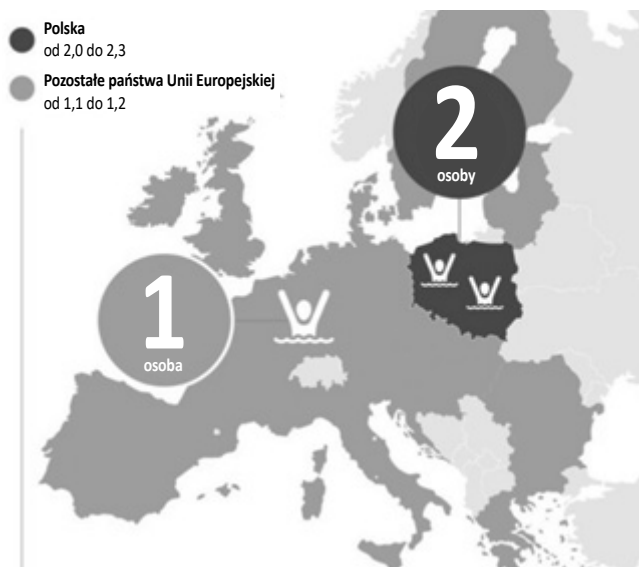 Polska
od 2,0 do 2,3
Pozostałe państwa Unii Europejskiej
od 1,1 do 1,2
2
osoby
1
osoba